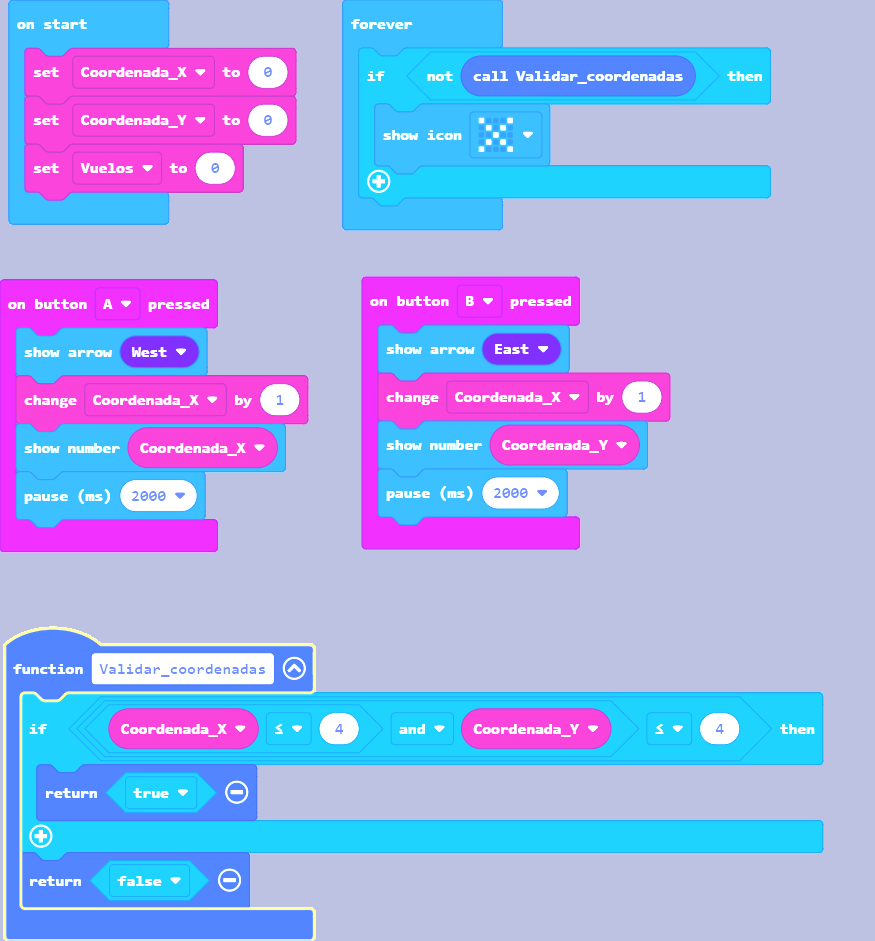 on start
set Coordenada_X to 0
set Coordenada_Y to 0
set Vuelos to 0
forever
if not call Validar_coordenadas then
show icon
on button A pressed
show arrow West
change Coordenada_X by 1
show number Coordenada_X
pause (ms) 2000
on button B pressed
show arrow East
change Coordenada_X by 1
show number Coordenada_Y
pause (ms) 2000
function Validar_coordenadas
if Coordenada_X ≤ 4 and Coordenada_Y ≤ 4 then
return true
return false